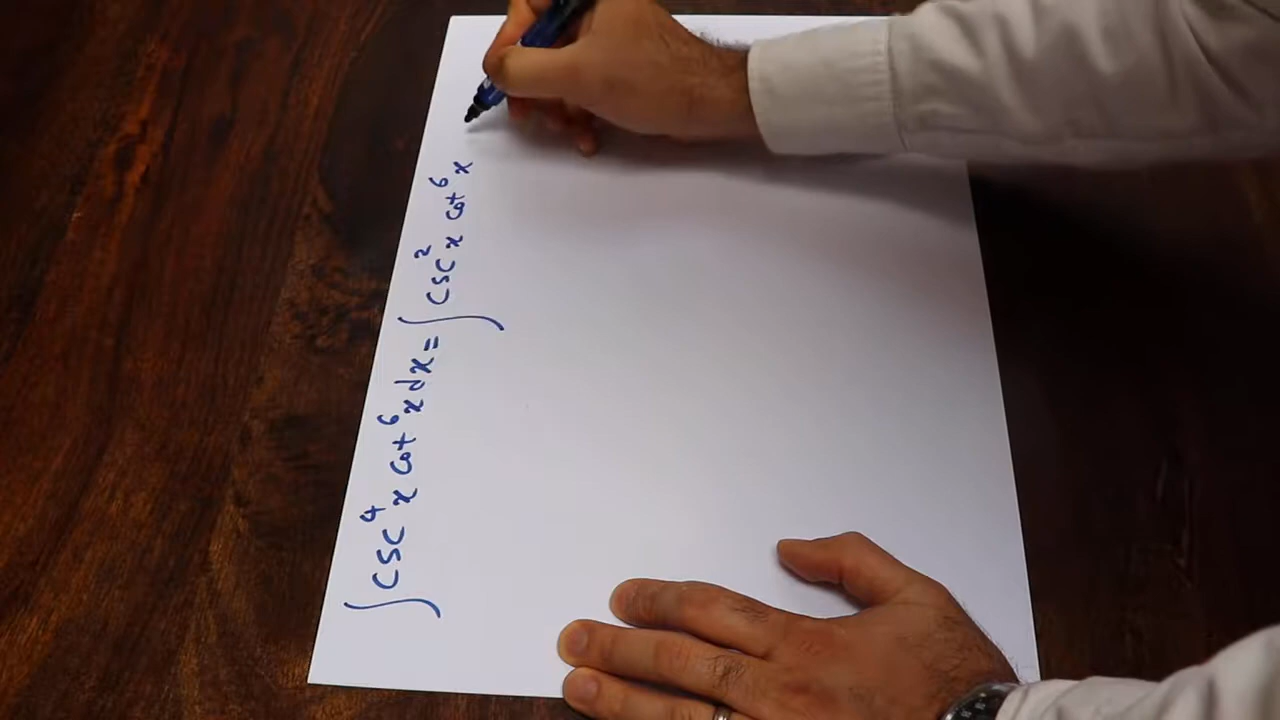 ∫csc⁴x cot⁶x dx = ∫csc²x cot⁶x